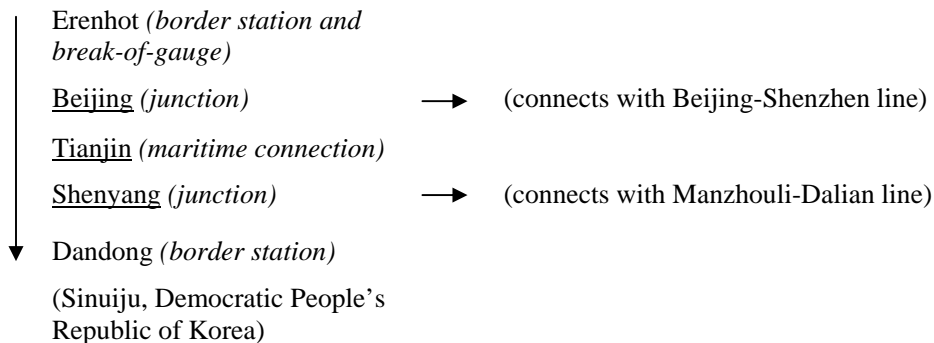 Erenhot (border station and
break-of-gauge)
Beijing (junction) (connects with Beijing-Shenzhen line)
Tianjin (maritime connection)
Shenyang (junction) (connects with Manzhouli-Dalian line)
Dandong (border station)
(Sinuiju, Democratic People’s
Republic of Korea)